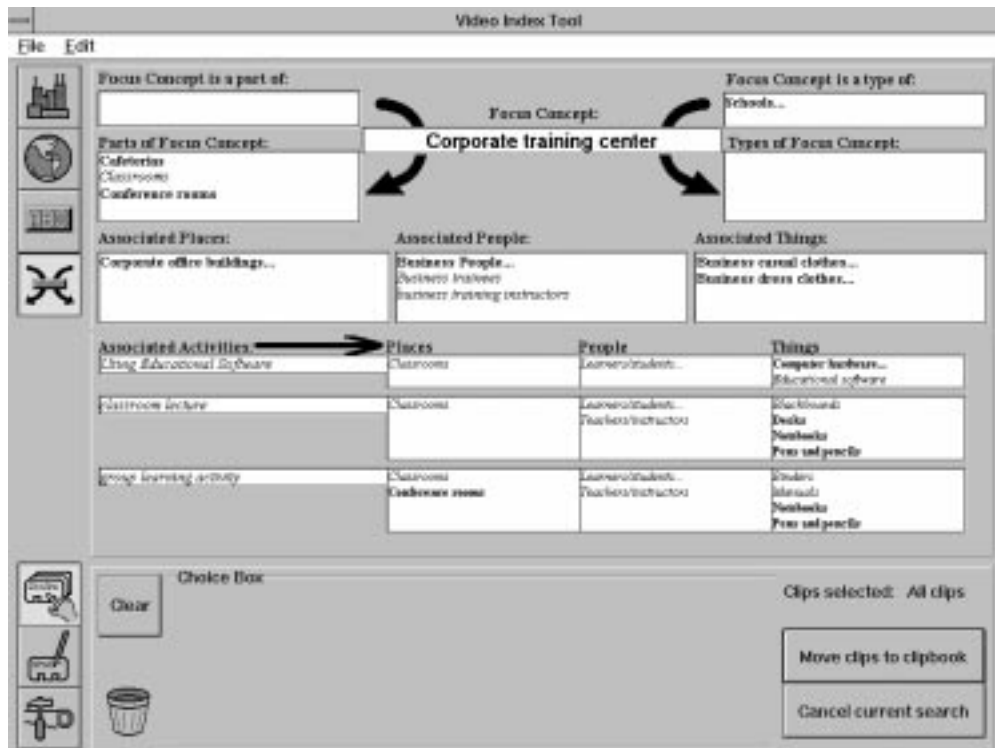 Video Index Tool
File Edit
Focus Concept is a part of:
Focus Concept is a type of:
Schools...
Focus Concept:
Corporate training center
Parts of Focus Concept:
Cafeterias
Classrooms
Conference rooms
Types of Focus Concept:
Associated Places:
Corporate office buildings...
Associated People:
Business People...
Business trainees
business training instructors
Associated Things:
Business casual clothes...
Business dress clothes...
Associated Activities: Places People Things
Using Educational Software Classrooms Learners/students... Computer hardware...
Educational software
classroom lecture Classrooms Learners/students... Blackboards
Teachers/instructors Desks
Notebooks
Pens and pencils
group learning activity Classrooms Learners/students... Binders
Conference rooms Teachers/instructors Manuals
Notebooks
Pens and pencils
Clear
Choice Box
Clips selected: All clips
Move clips to clipbook
Cancel current search